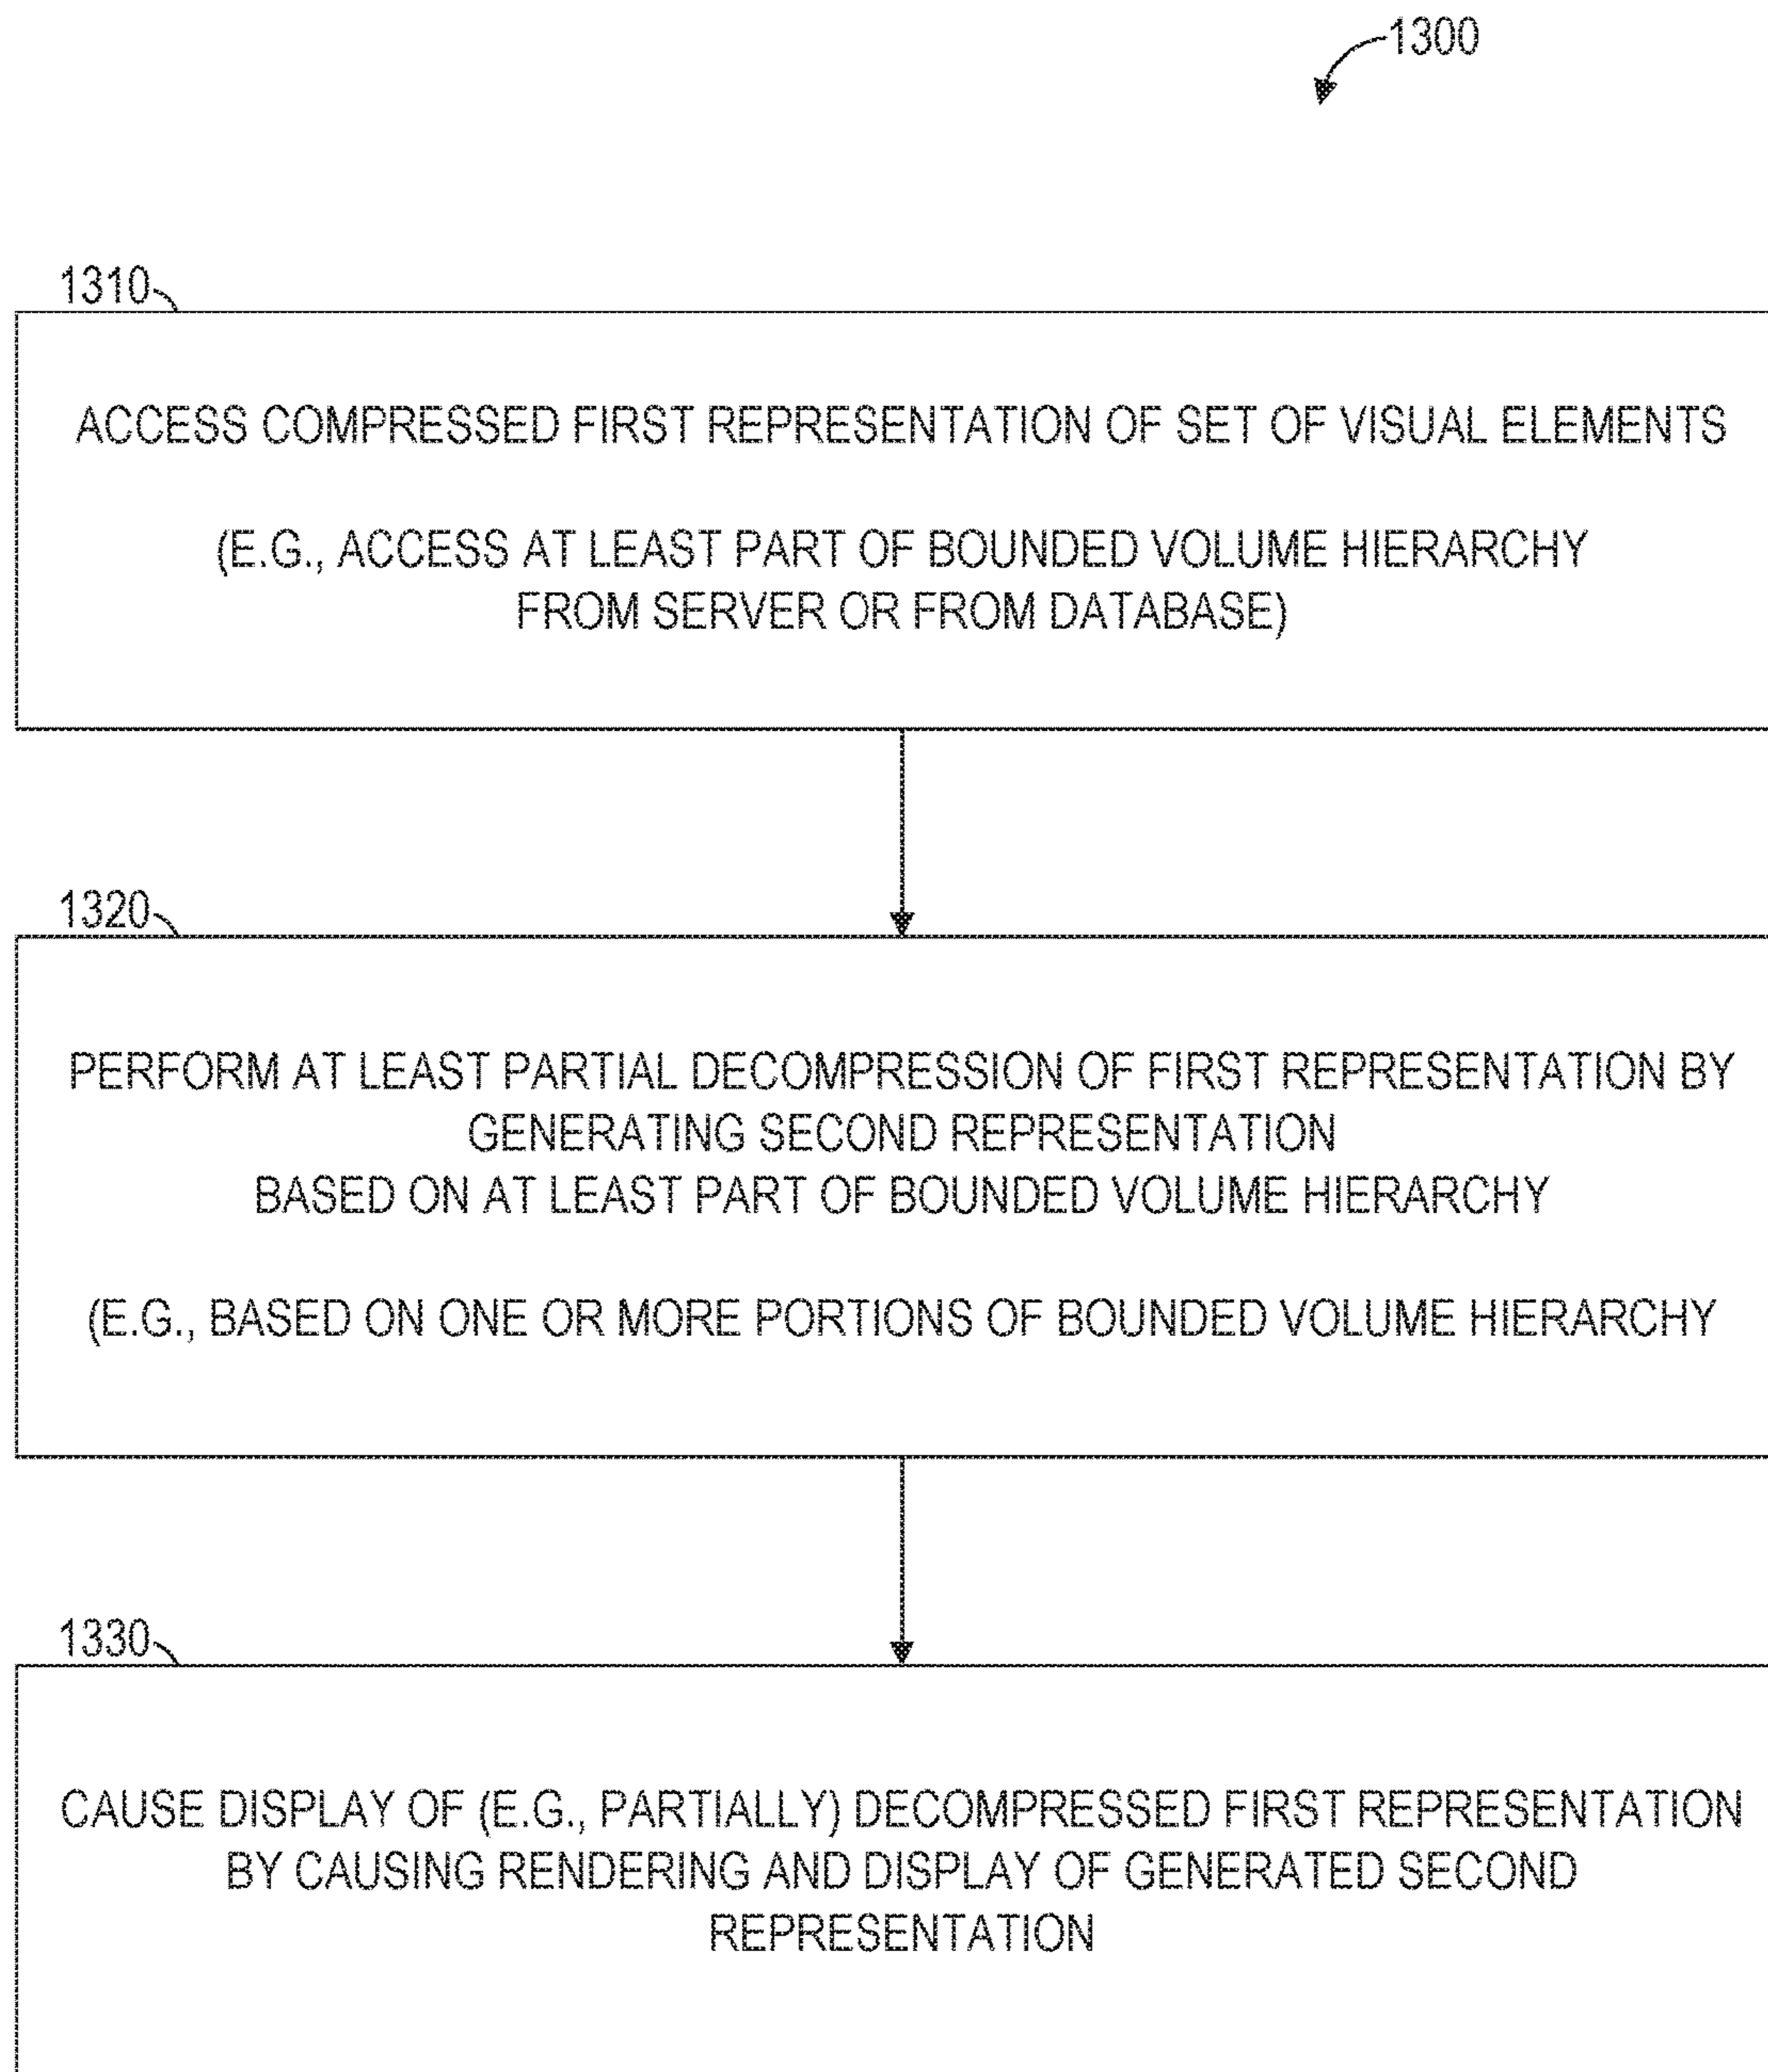 1300
1310
ACCESS COMPRESSED FIRST REPRESENTATION OF SET OF VISUAL ELEMENTS
(E.G., ACCESS AT LEAST PART OF BOUNDED VOLUME HIERARCHY
FROM SERVER OR FROM DATABASE)
1320
PERFORM AT LEAST PARTIAL DECOMPRESSION OF FIRST REPRESENTATION BY
GENERATING SECOND REPRESENTATION
BASED ON AT LEAST PART OF BOUNDED VOLUME HIERARCHY
(E.G., BASED ON ONE OR MORE PORTIONS OF BOUNDED VOLUME HIERARCHY
1330
CAUSE DISPLAY OF (E.G., PARTIALLY) DECOMPRESSED FIRST REPRESENTATION
BY CAUSING RENDERING AND DISPLAY OF GENERATED SECOND
REPRESENTATION